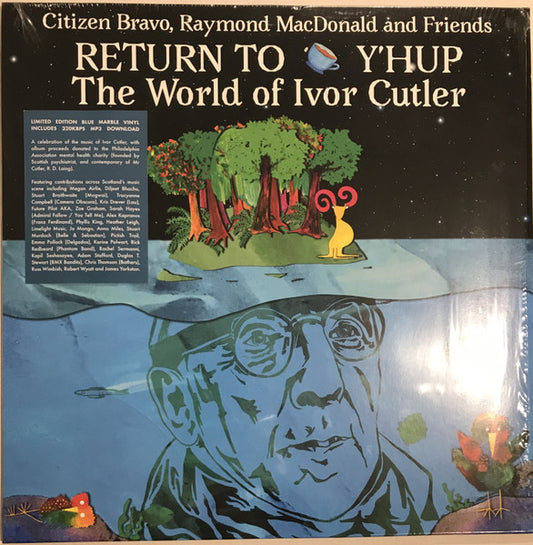 Citizen Bravo, Raymond MacDonald and Friends
RETURN TO Y'HUP
The World of Ivor Cutler
LIMITED EDITION BLUE MARBLE VINYL
INCLUDES 320KBPS MP3 DOWNLOAD
A celebration of the music of Ivor Cutler, with
album proceeds donated to the Philadelphia
Association mental health charity (founded by
Scottish psychiatrist, and contemporary of Mr
Cutler, R. D. Laing).
Featuring contributions across Scotland's music
scene including Megan Airlie, Diljeet Bhachu,
Stuart Braithwaite (Mogwai), Tracyanne
Campbell (Camera Obscura), Kris Drever (Lau),
Future Pilot AKA, Zoe Graham, Sarah Hayes
(Admiral Fallow / You Tell Me), Alex Kapranos
(Franz Ferdinand), Phyllis King, Heather Leigh,
Limelight Music, Jo Mango, Anna Miles, Stuart
Murdoch (Belle & Sebastian), Pictish Trail,
Emma Pollock (Delgados), Karine Polwart, Rick
Redbeard (Phantom Band), Rachel Sermanni,
Kapil Seshasayee, Adam Stafford, Duglas T.
Stewart (BMX Bandits), Chris Thomson (Bathers),
Russ Winbish, Robert Wyatt and James Yorkston.